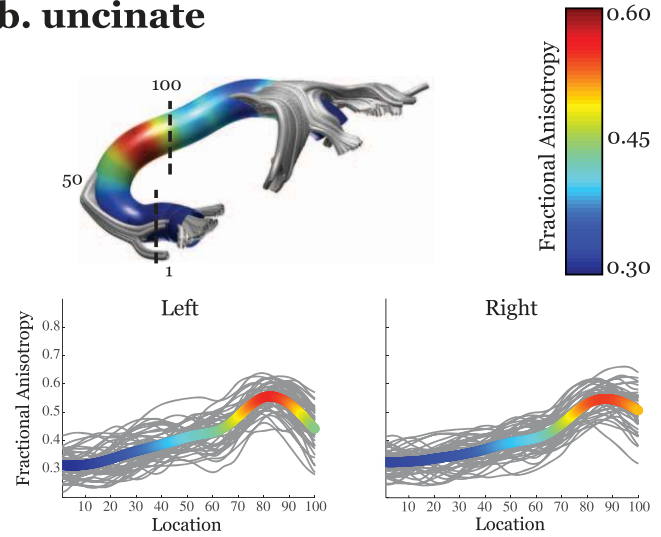 b. uncinate
100
50
1
Fractional Anisotropy
0.60
0.45
0.30
Left
Fractional Anisotropy
0.8
0.7
0.6
0.5
0.4
0.3
10 20 30 40 50 60 70 80 90 100
Location
Right
10 20 30 40 50 60 70 80 90 100
Location